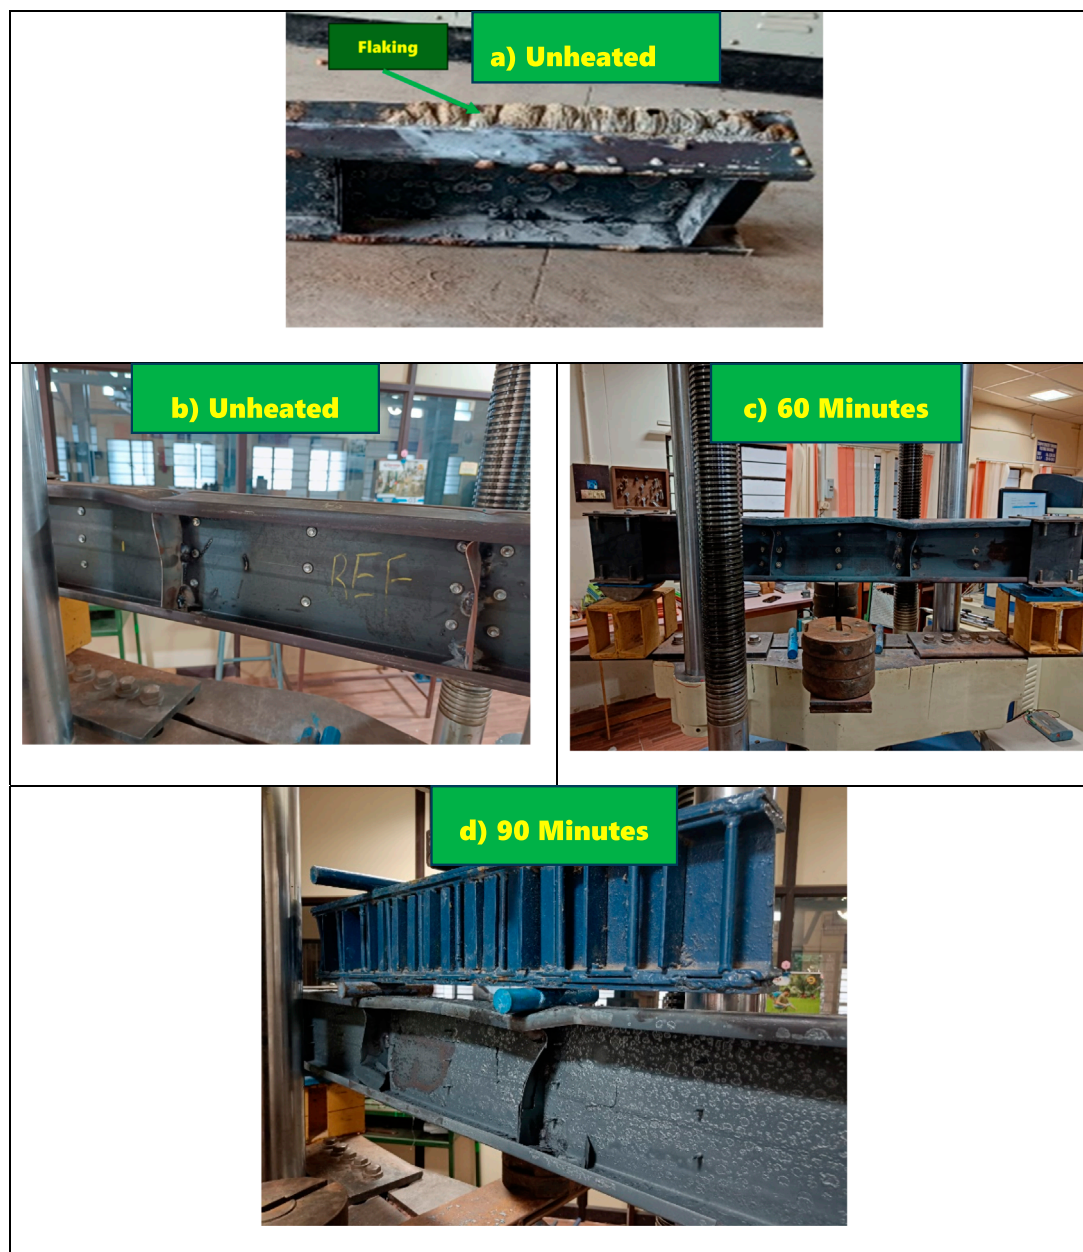 Flaking
a) Unheated
b) Unheated
REF
c) 60 Minutes
d) 90 Minutes